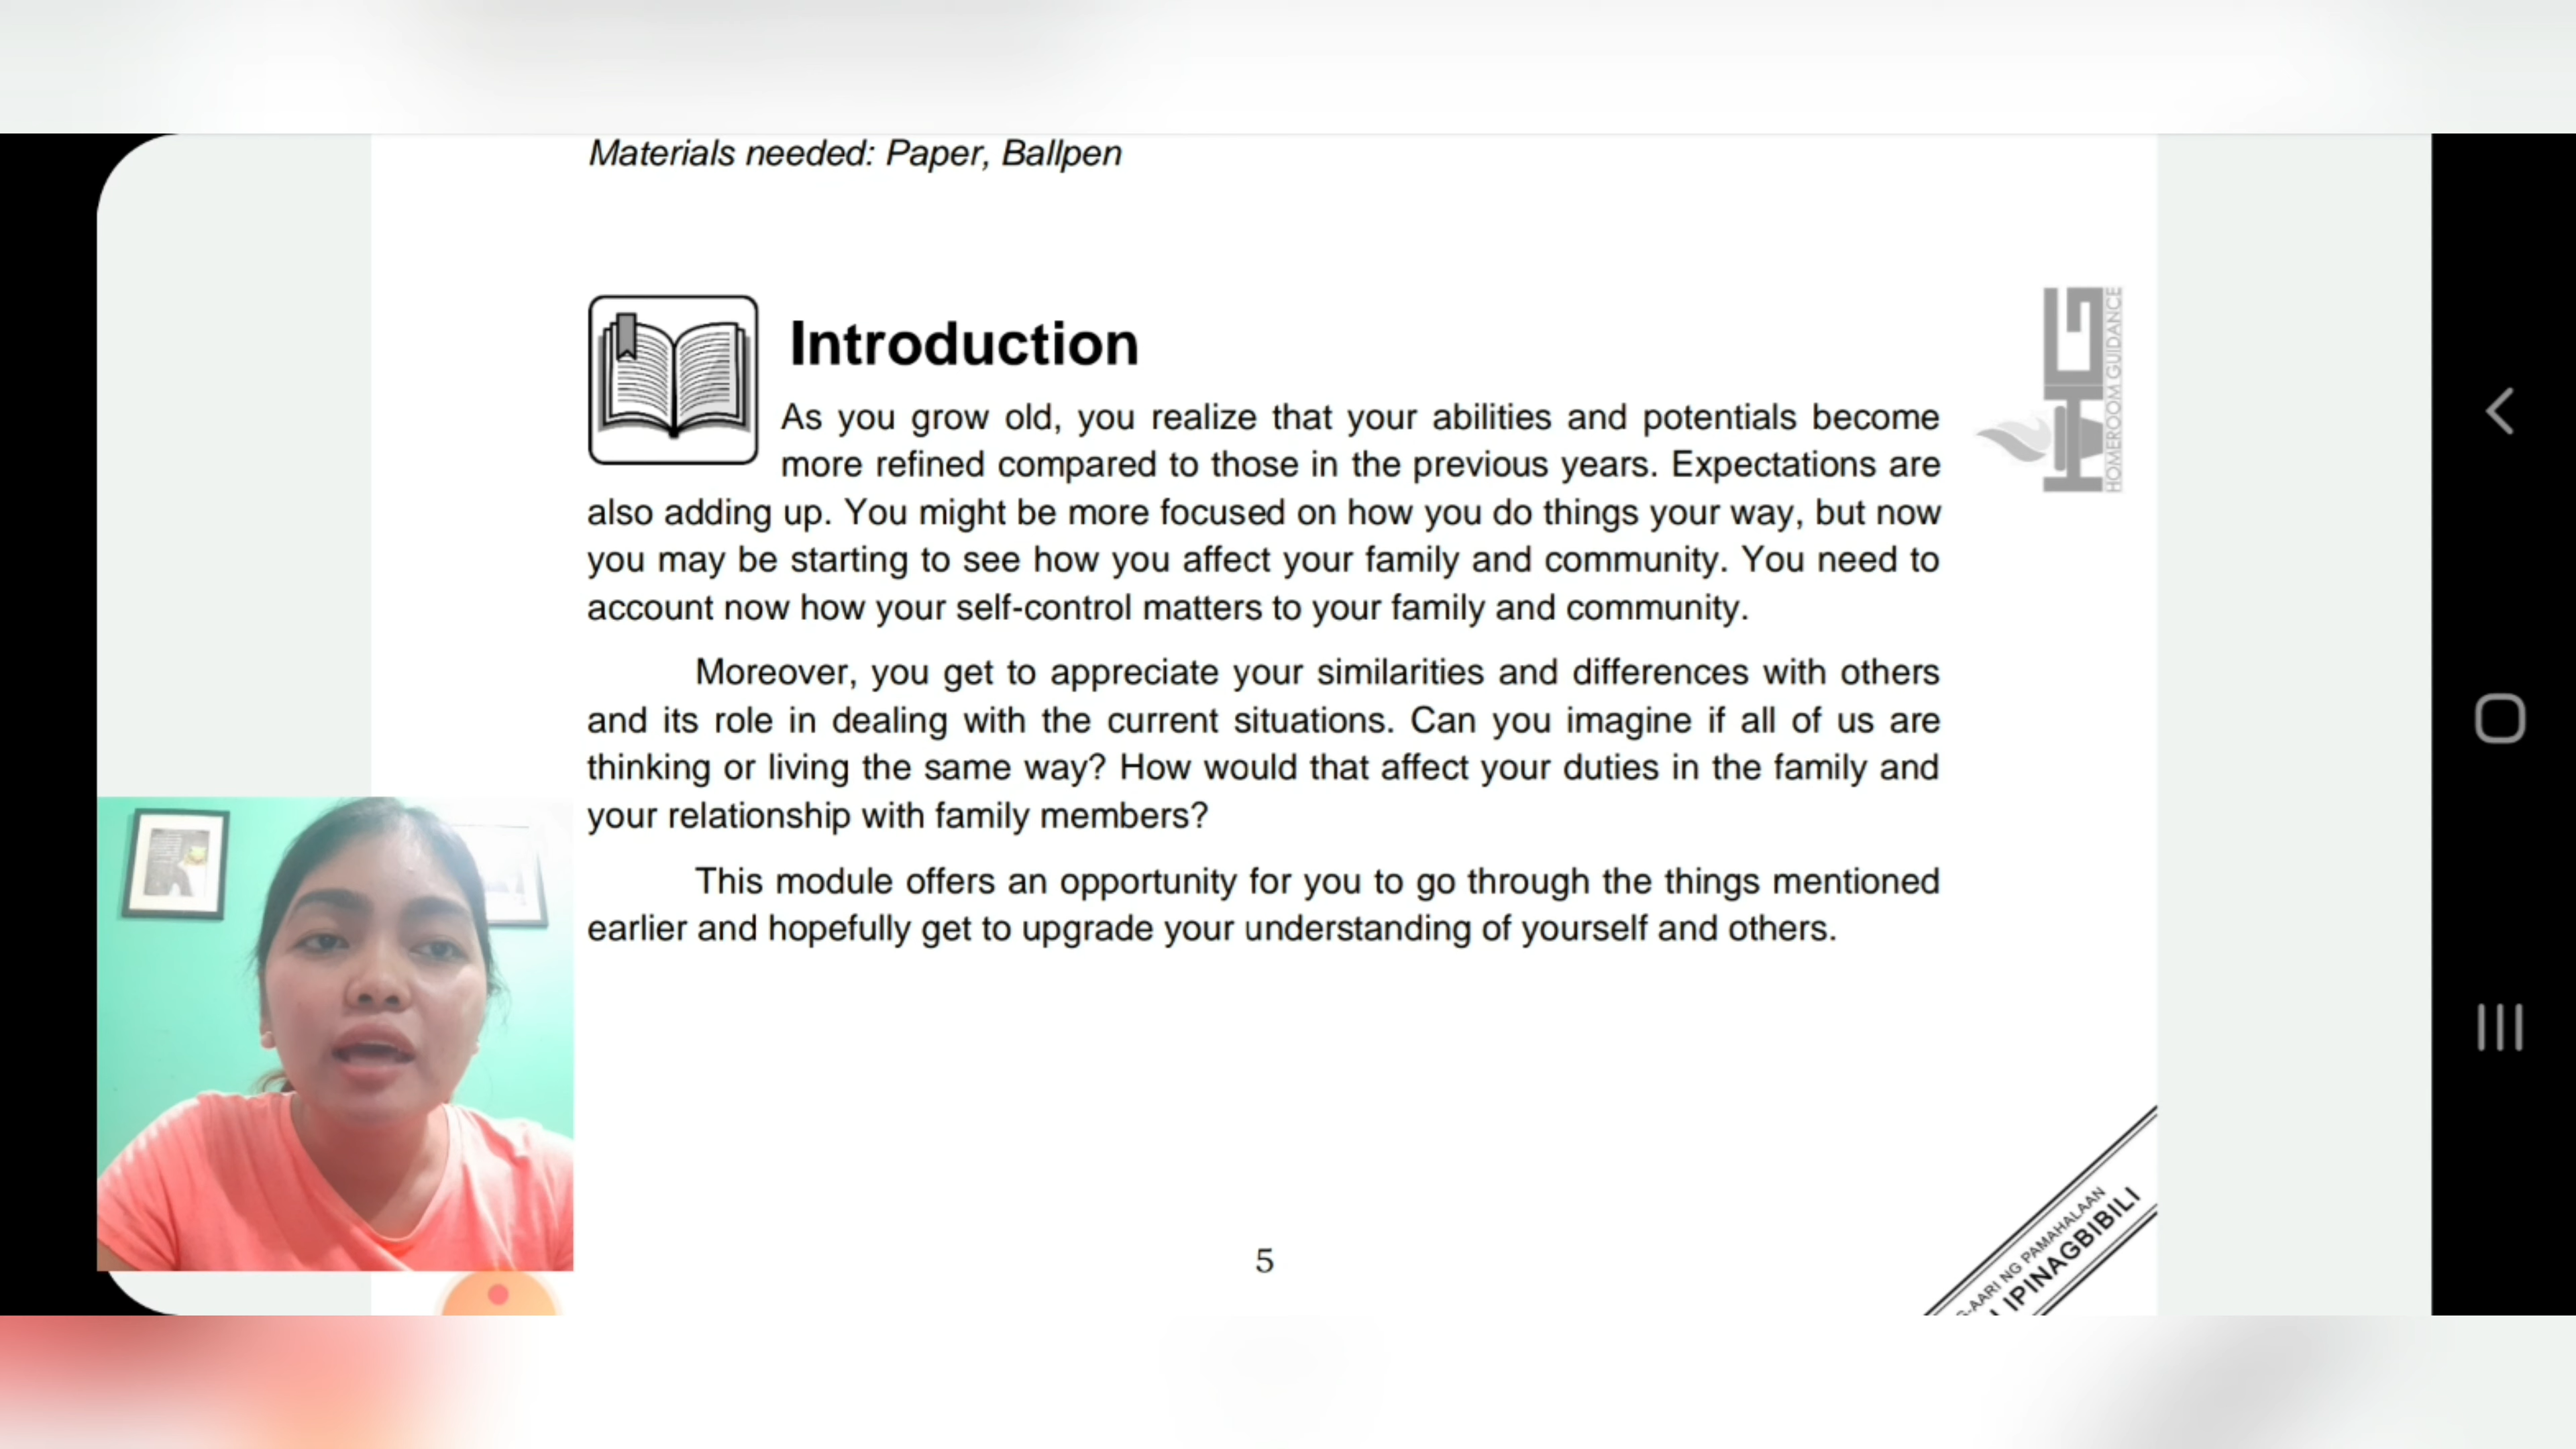 Materials needed: Paper, Ballpen
Introduction
As you grow old, you realize that your abilities and potentials become
more refined compared to those in the previous years. Expectations are
also adding up. You might be more focused on how you do things your way, but now
you may be starting to see how you affect your family and community. You need to
account now how your self-control matters to your family and community.
Moreover, you get to appreciate your similarities and differences with others
and its role in dealing with the current situations. Can you imagine if all of us are
thinking or living the same way? How would that affect your duties in the family and
your relationship with family members?
This module offers an opportunity for you to go through the things mentioned
earlier and hopefully get to upgrade your understanding of yourself and others.
HG
HOMEROOM GUIDANCE
5
NG PAMAHALAAN
IPINAGBIBILI